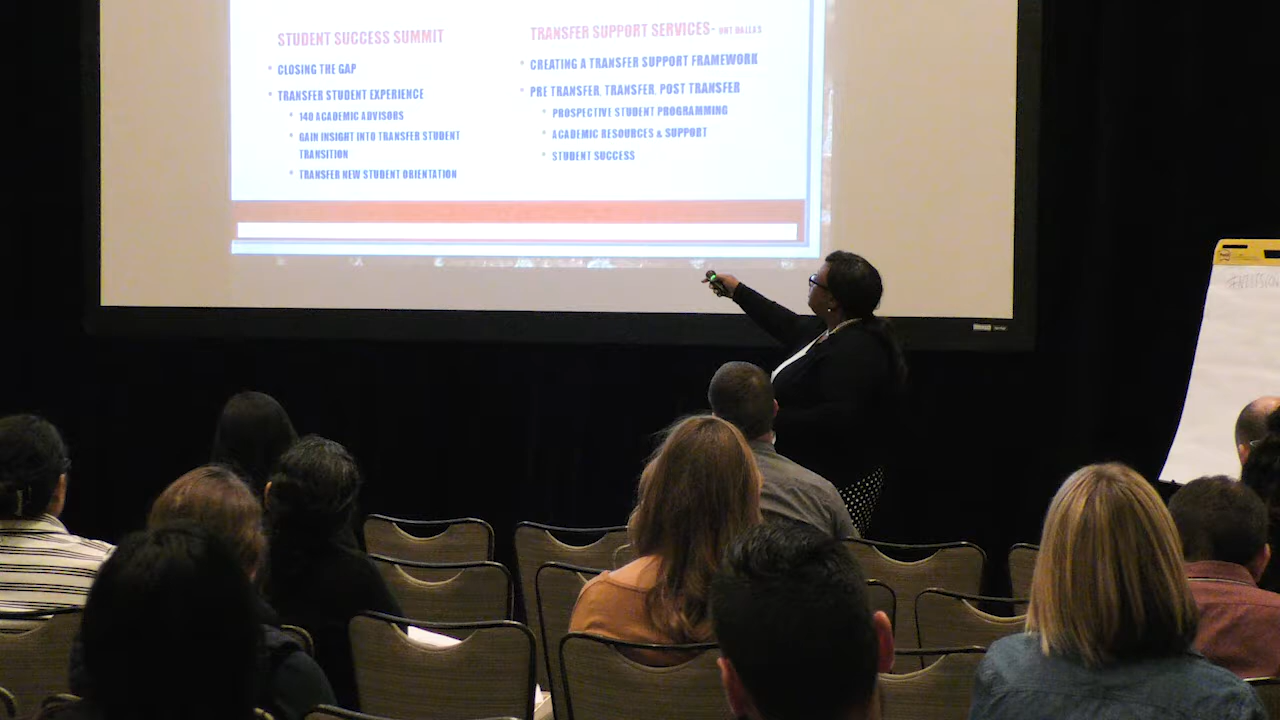 STUDENT SUCCESS SUMMIT
CLOSING THE GAP
TRANSFER STUDENT EXPERIENCE
140 ACADEMIC ADVISORS
GAIN INSIGHT INTO TRANSFER STUDENT
TRANSITION
TRANSFER NEW STUDENT ORIENTATION
TRANSFER SUPPORT SERVICES- UNT DALLAS
CREATING A TRANSFER SUPPORT FRAMEWORK
PRE TRANSFER, TRANSFER, POST TRANSFER
PROSPECTIVE STUDENT PROGRAMMING
ACADEMIC RESOURCES & SUPPORT
STUDENT SUCCESS